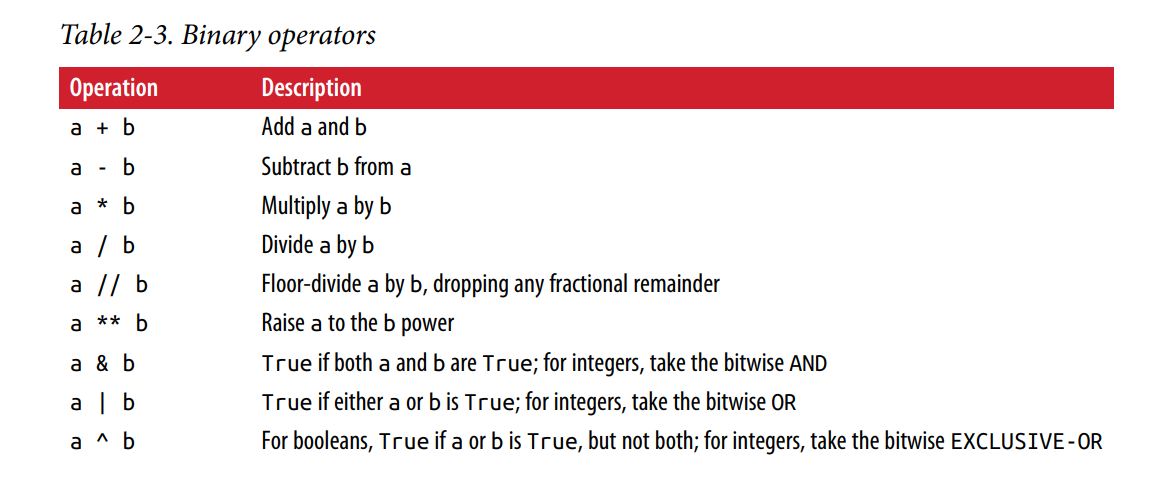 Table 2-3. Binary operators
Operation Description
a + b Add a and b
a - b Subtract b from a
a * b Multiply a by b
a / b Divide a by b
a // b Floor-divide a by b, dropping any fractional remainder
a ** b Raise a to the b power
a & b True if both a and b are True; for integers, take the bitwise AND
a | b True if either a or b is True; for integers, take the bitwise OR
a ^ b For booleans, True if a or b is True, but not both; for integers, take the bitwise EXCLUSIVE-OR